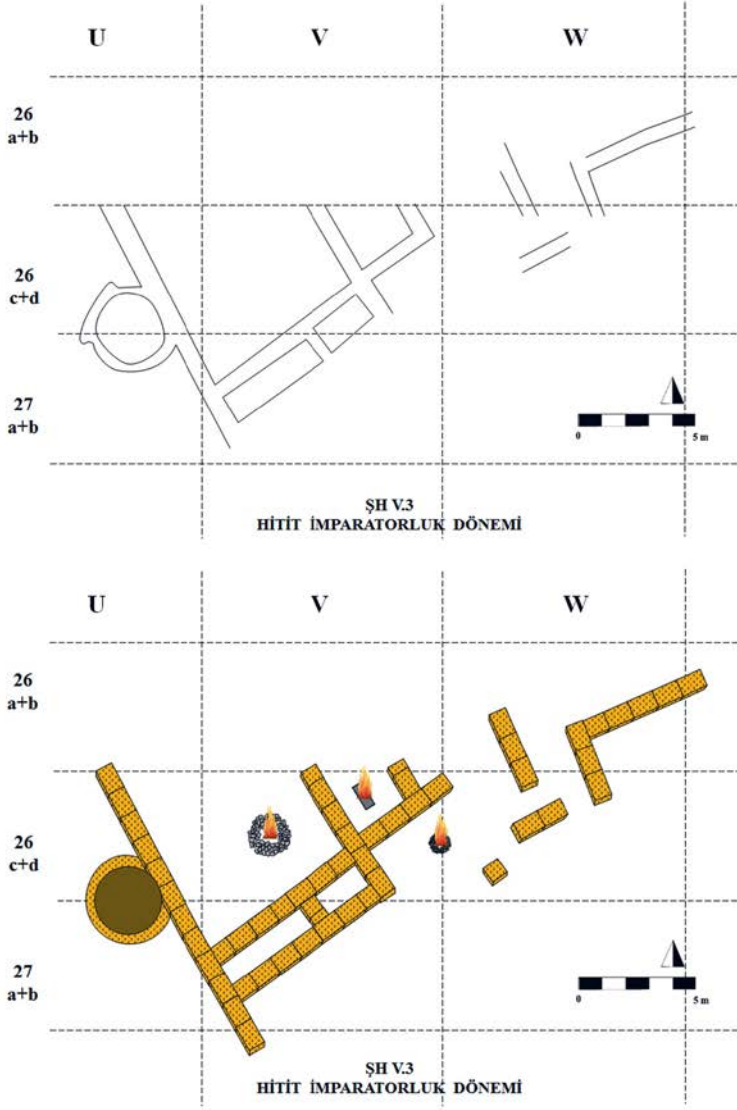 U V W
26
a+b
26
c+d
27
a+b
0 5 m
ŞH V.3
HİTİT İMPARATORLUK DÖNEMİ
U V W
26
a+b
26
c+d
27
a+b
0 5 m
ŞH V.3
HİTİT İMPARATORLUK DÖNEMİ